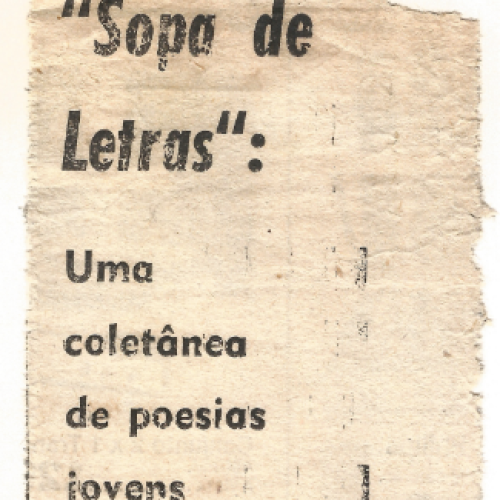 "Sopa de
Letras":
Uma
coletânea
de poesias
jovens